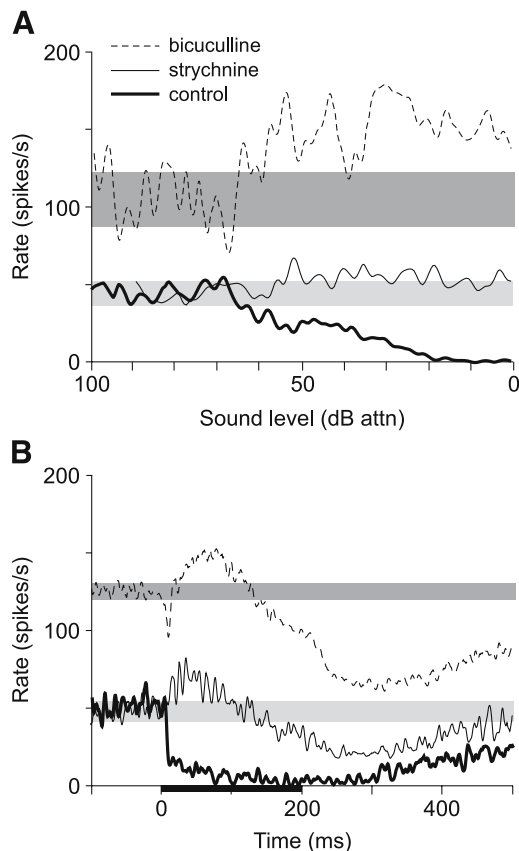 A
200
bicuculline
strychnine
control
Rate (spikes/s)
100
0
100
50
0
Sound level (dB attn)
B
200
Rate (spikes/s)
100
0
0
200
400
Time (ms)